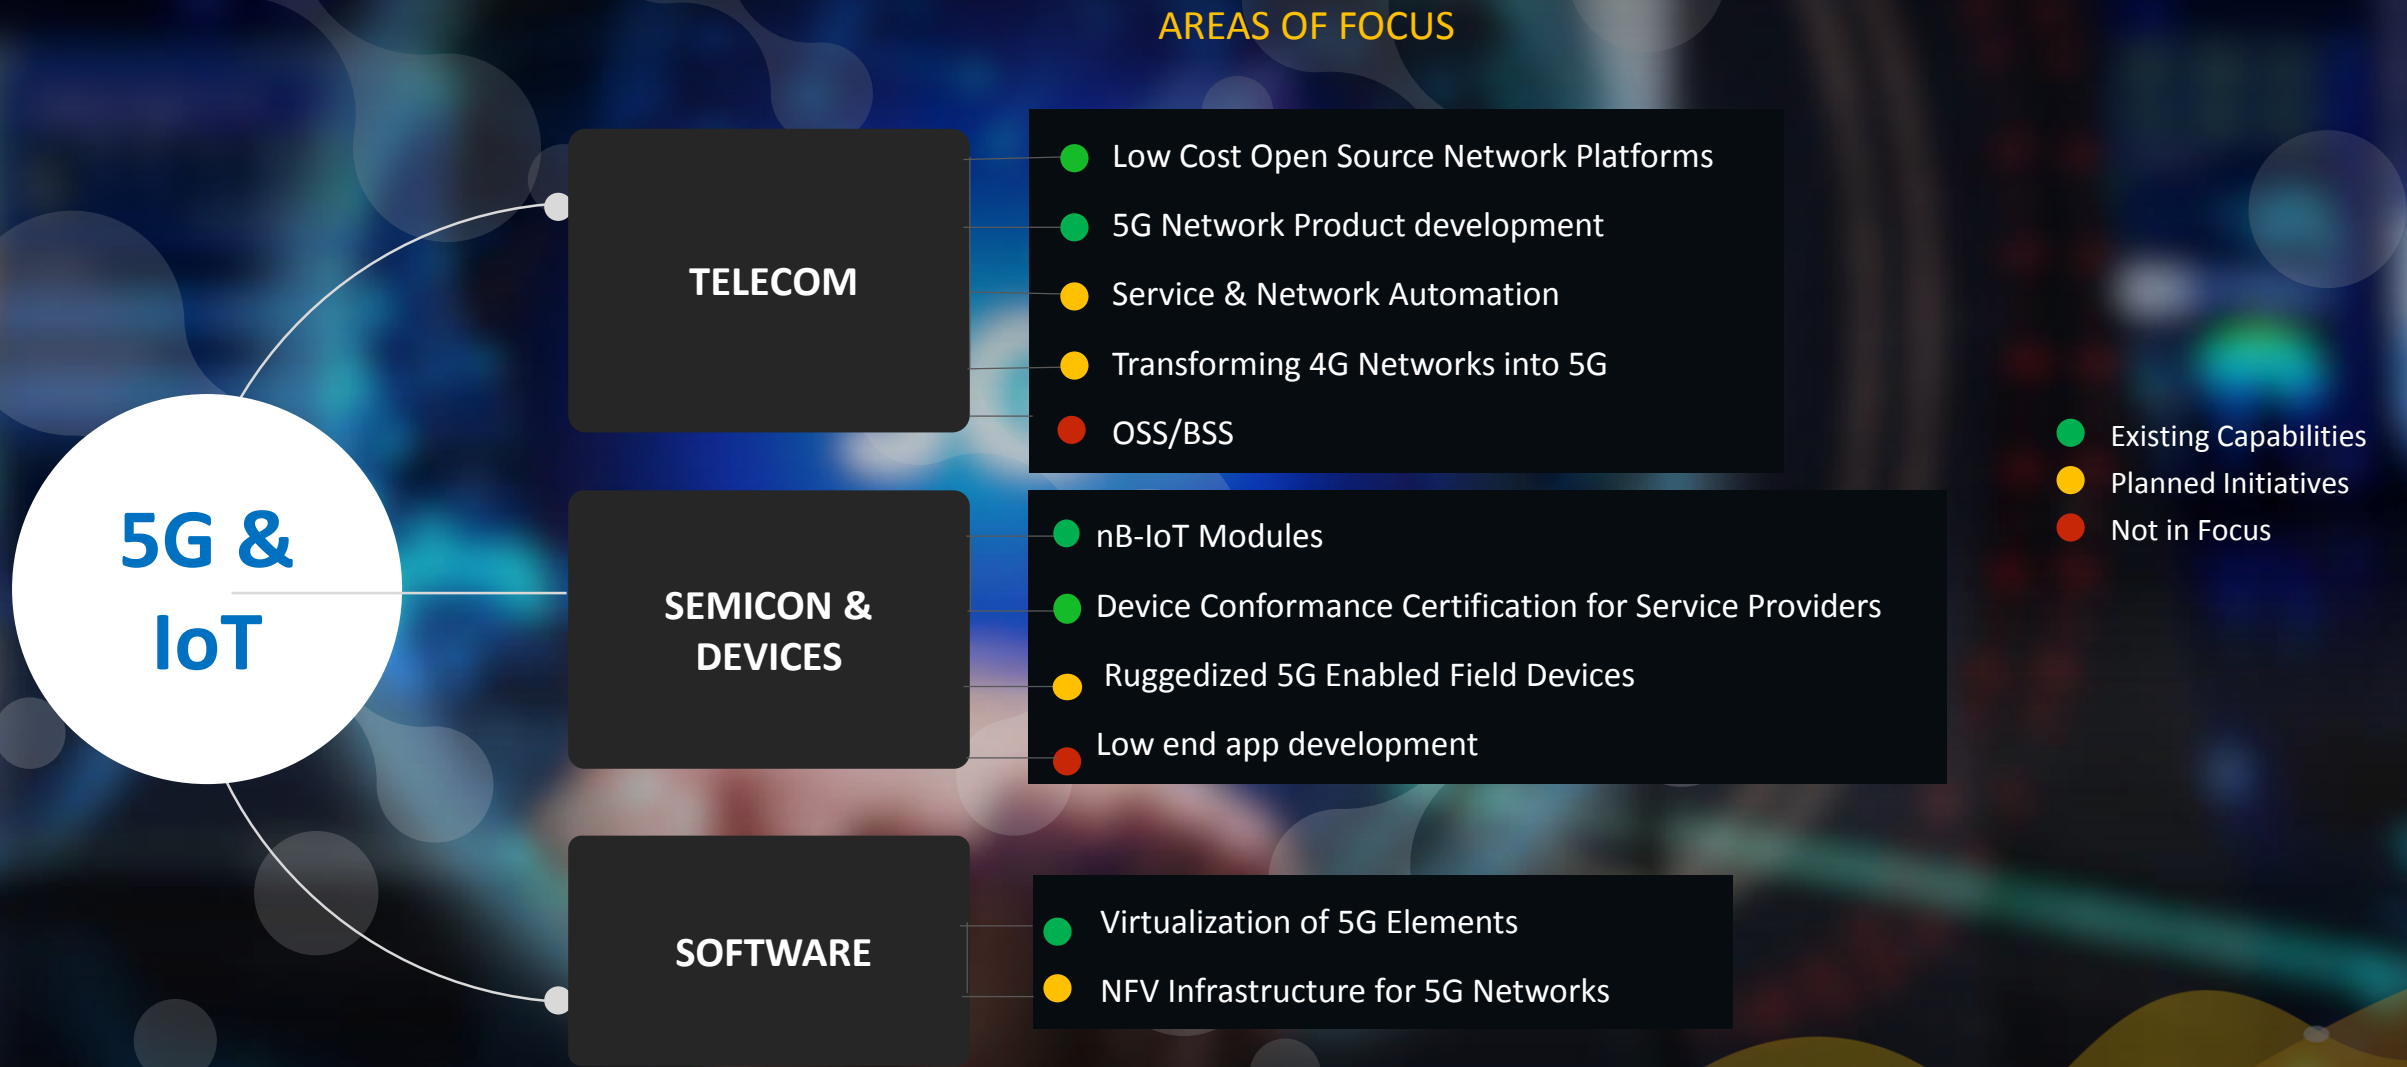 AREAS OF FOCUS
5G &
IoT
TELECOM
Low Cost Open Source Network Platforms
5G Network Product development
Service & Network Automation
Transforming 4G Networks into 5G
OSS/BSS
SEMICON &
DEVICES
nB-IoT Modules
Device Conformance Certification for Service Providers
Ruggedized 5G Enabled Field Devices
Low end app development
SOFTWARE
Virtualization of 5G Elements
NFV Infrastructure for 5G Networks
Existing Capabilities
Planned Initiatives
Not in Focus